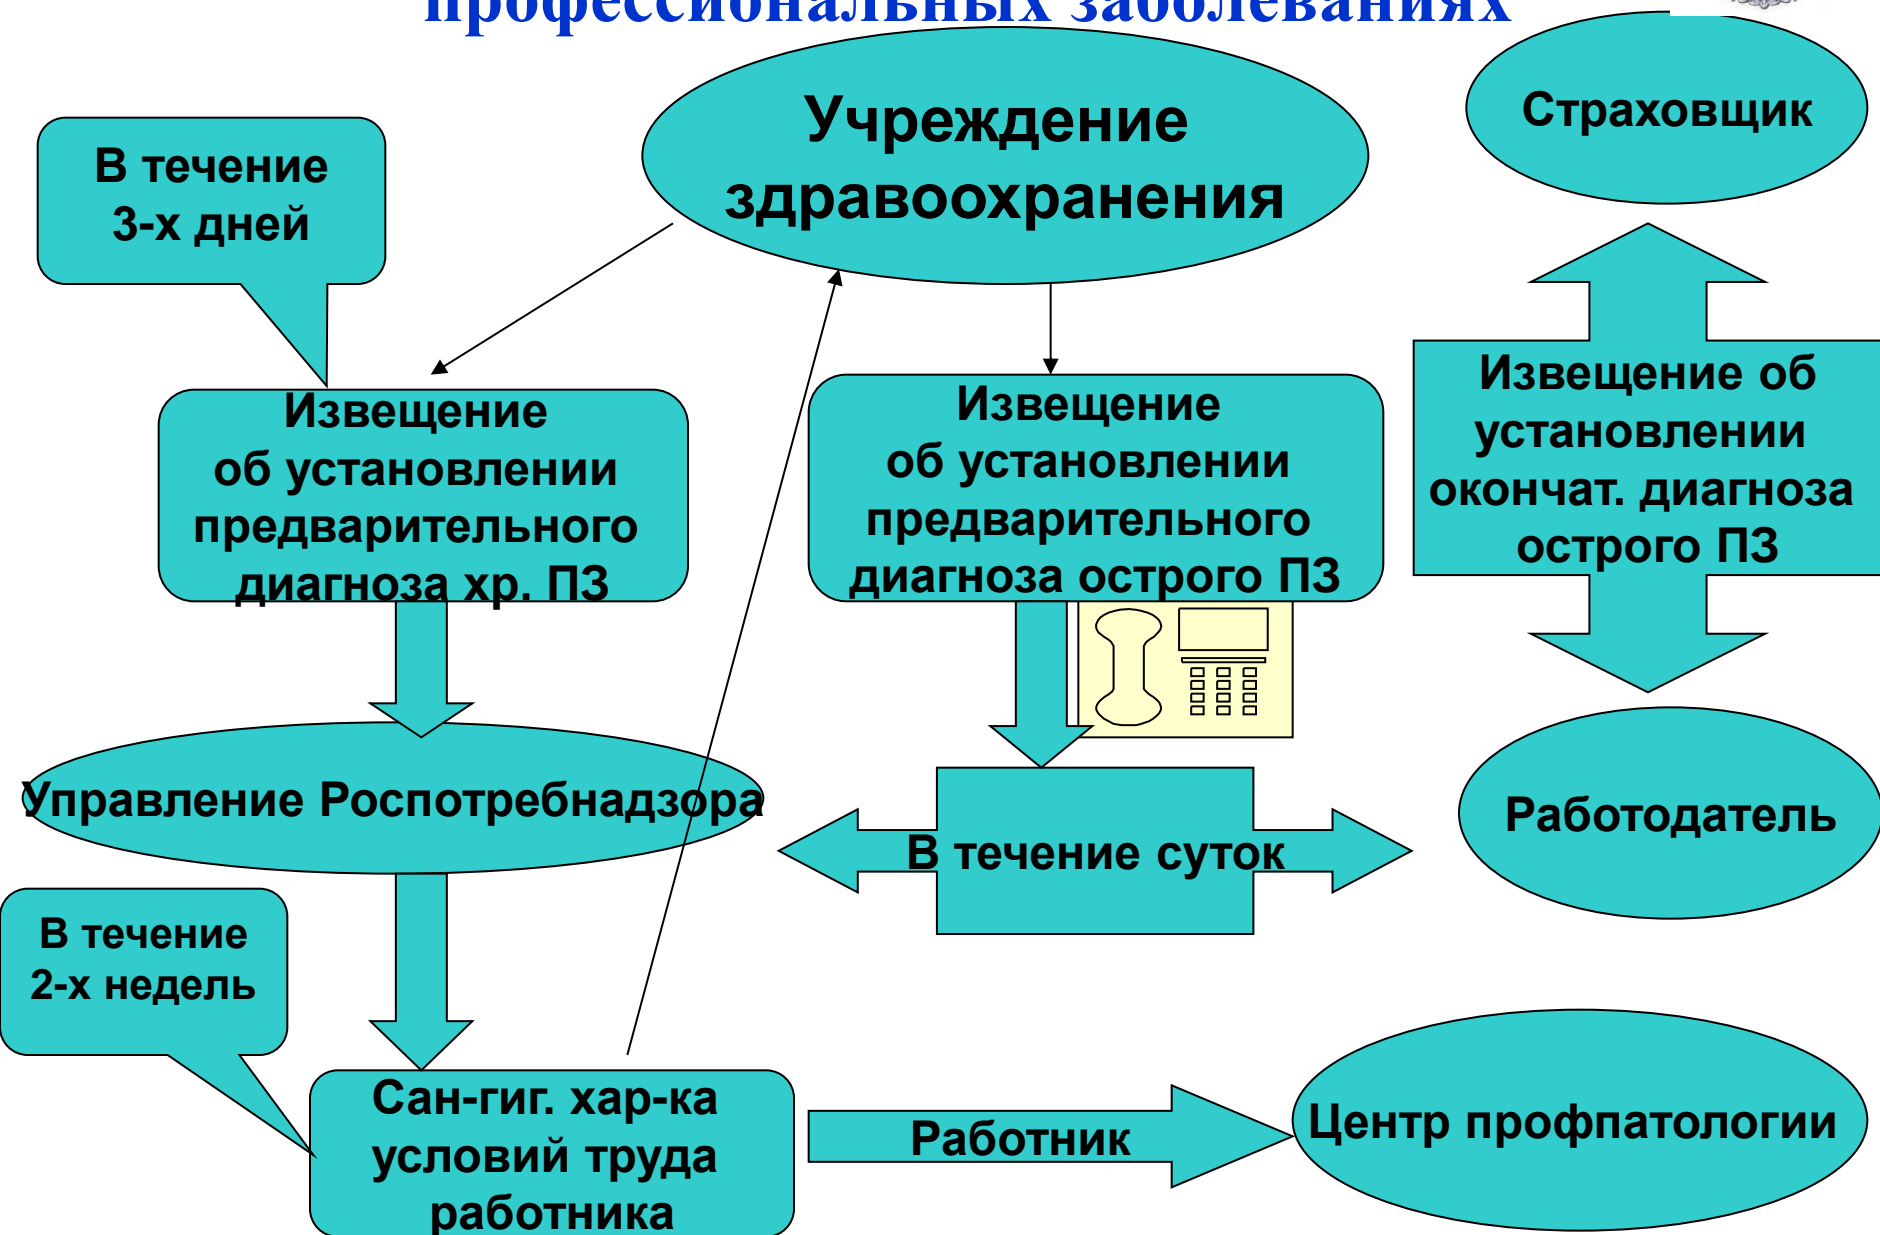 профессиональных заболеваниях
Учреждение
здравоохранения
Страховщик
В течение
3-х дней
Извещение
об установлении
предварительного
диагноза хр. ПЗ
Извещение
об установлении
предварительного
диагноза острого ПЗ
Извещение об
установлении
окончат. диагноза
острого ПЗ
Управление Роспотребнадзора
В течение суток
Работодатель
В течение
2-х недель
Сан-гиг. хар-ка
условий труда
работника
Работник
Центр профпатологии